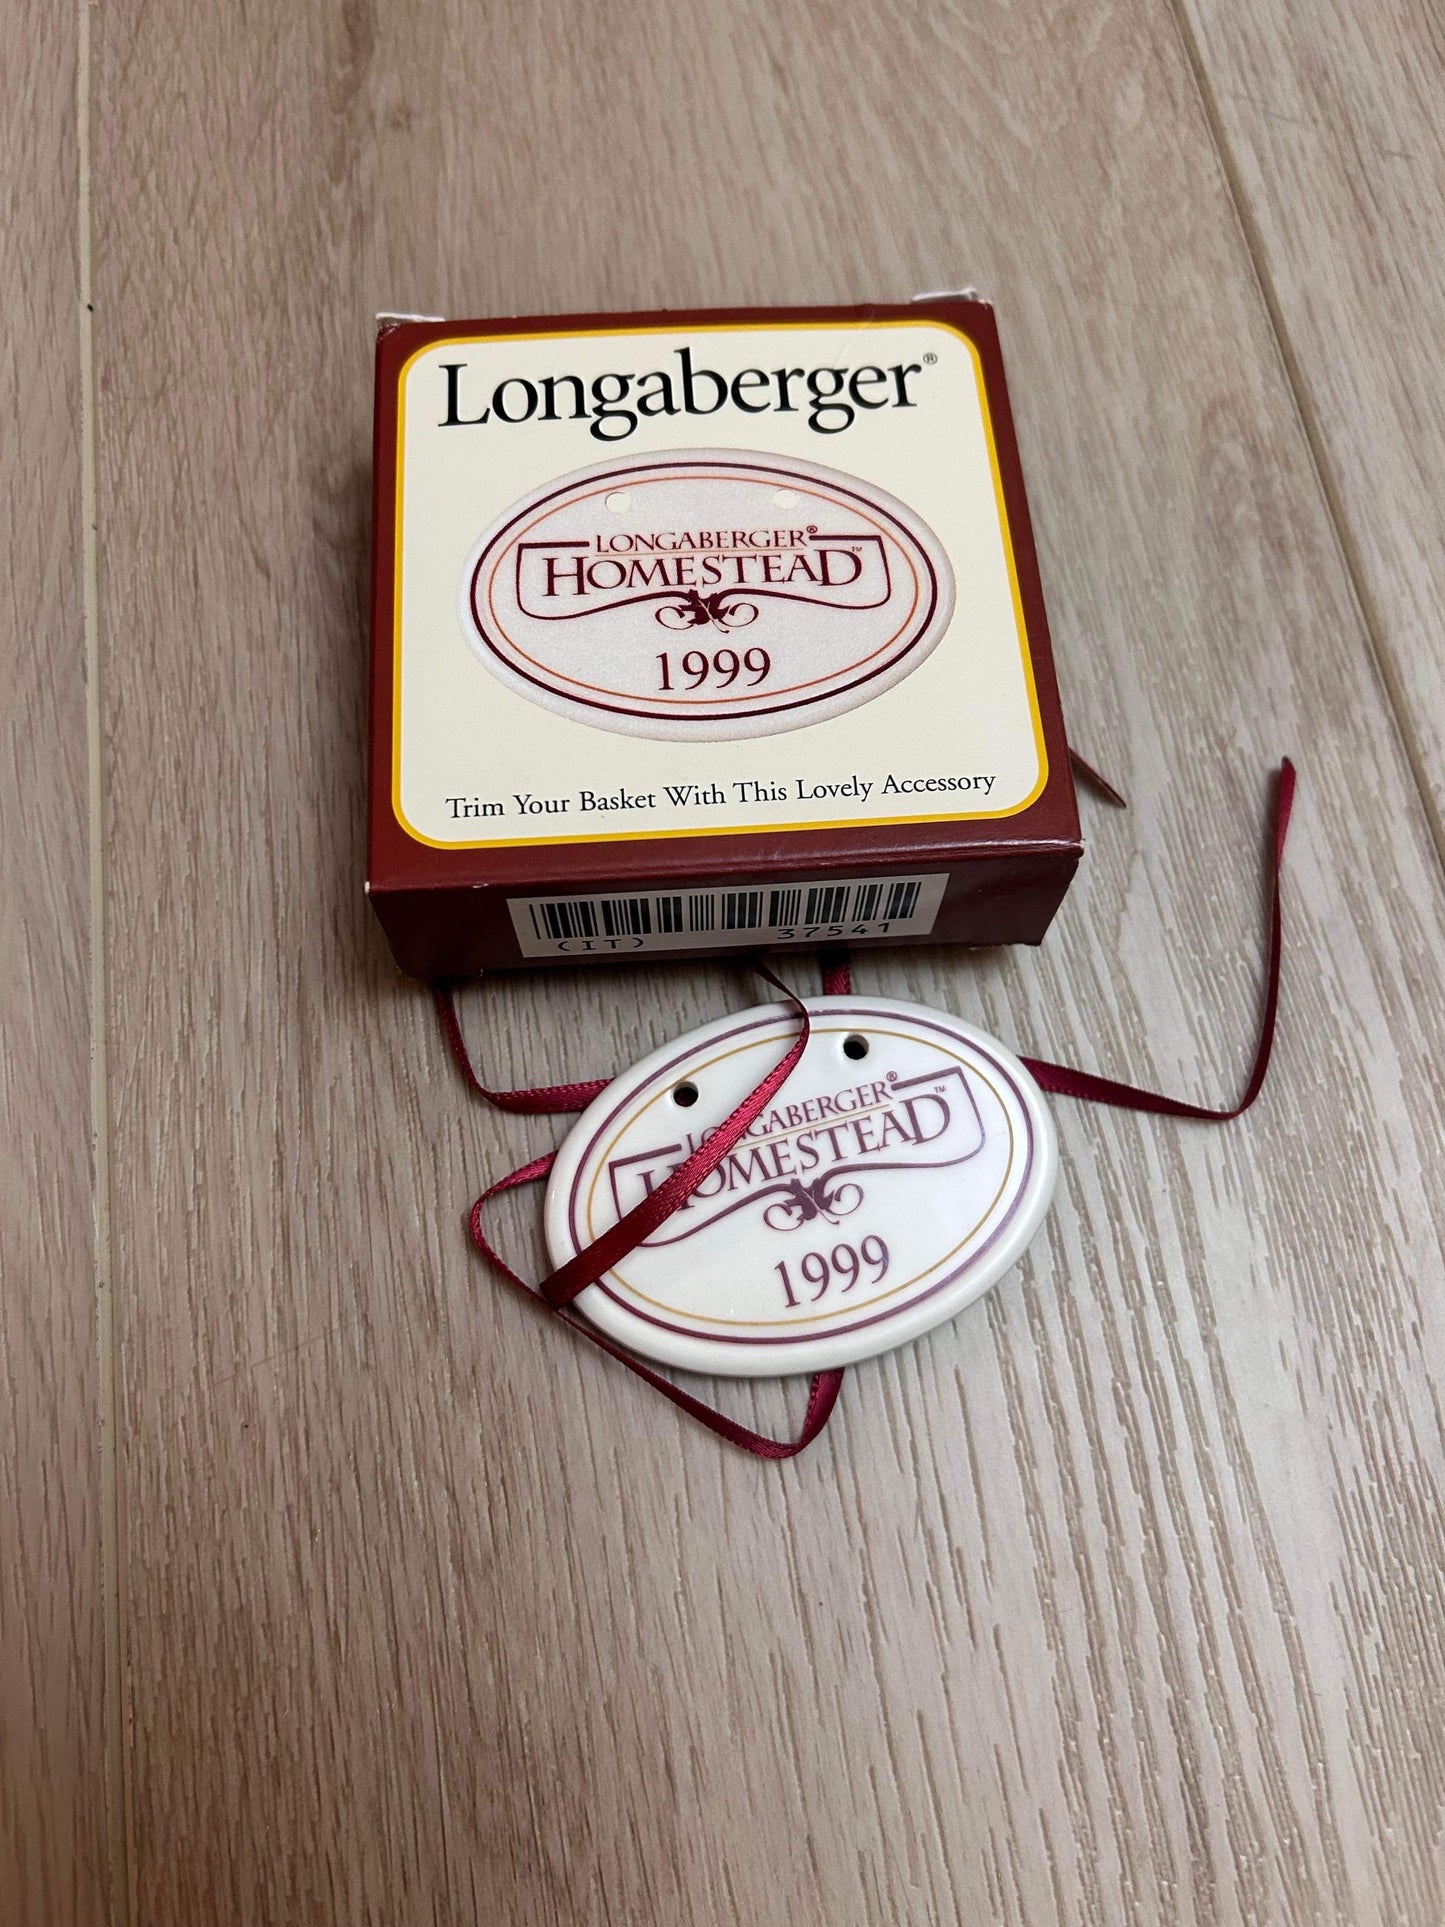 Longaberger®
LONGABERGER®
HOMESTEAD™
1999
Trim Your Basket With This Lovely Accessory
(IT) 37541
LONGABERGER®
HOMESTEAD™
1999